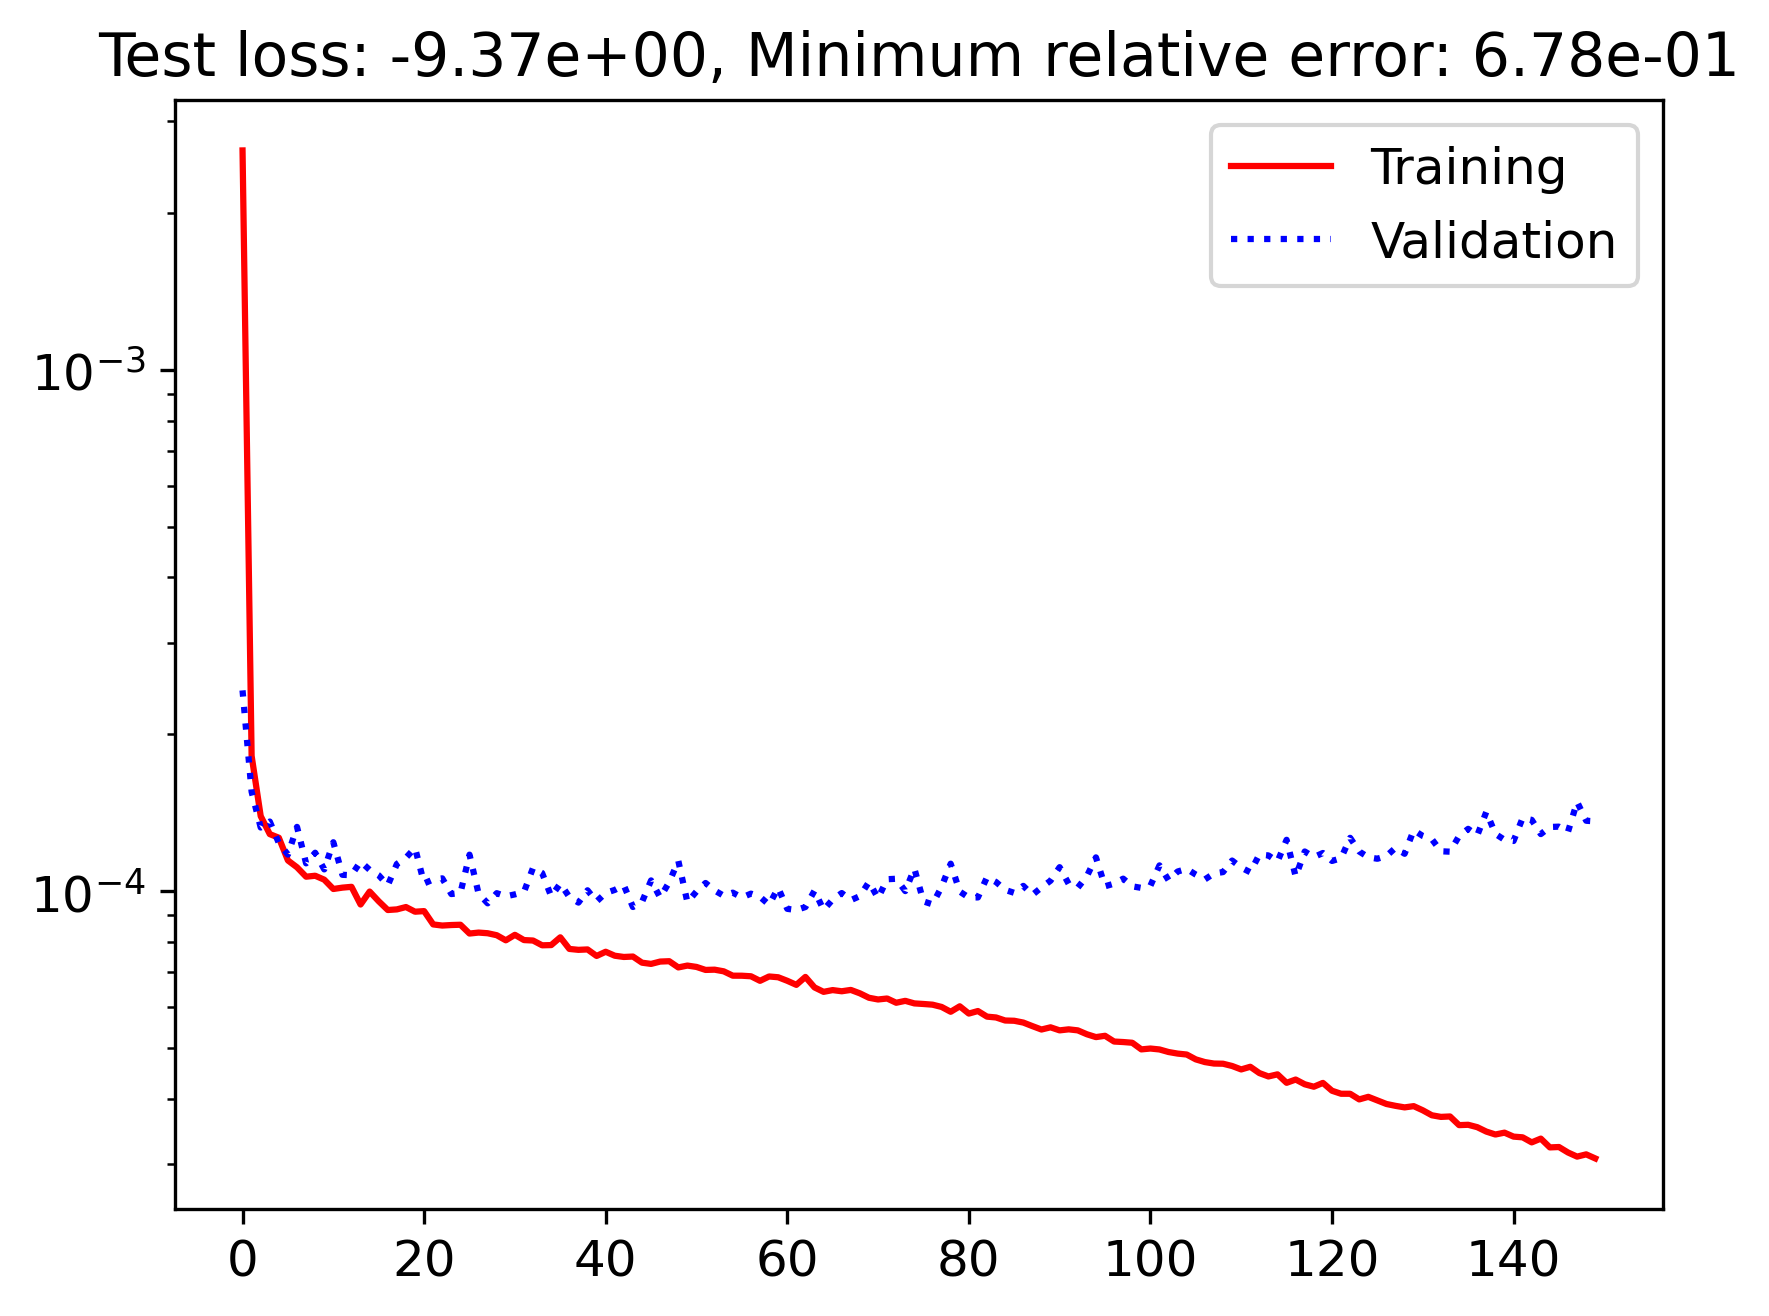 Test loss: -9.37e+00, Minimum relative error: 6.78e-01
Training
Validation
10⁻³
10⁻⁴
0 20 40 60 80 100 120 140